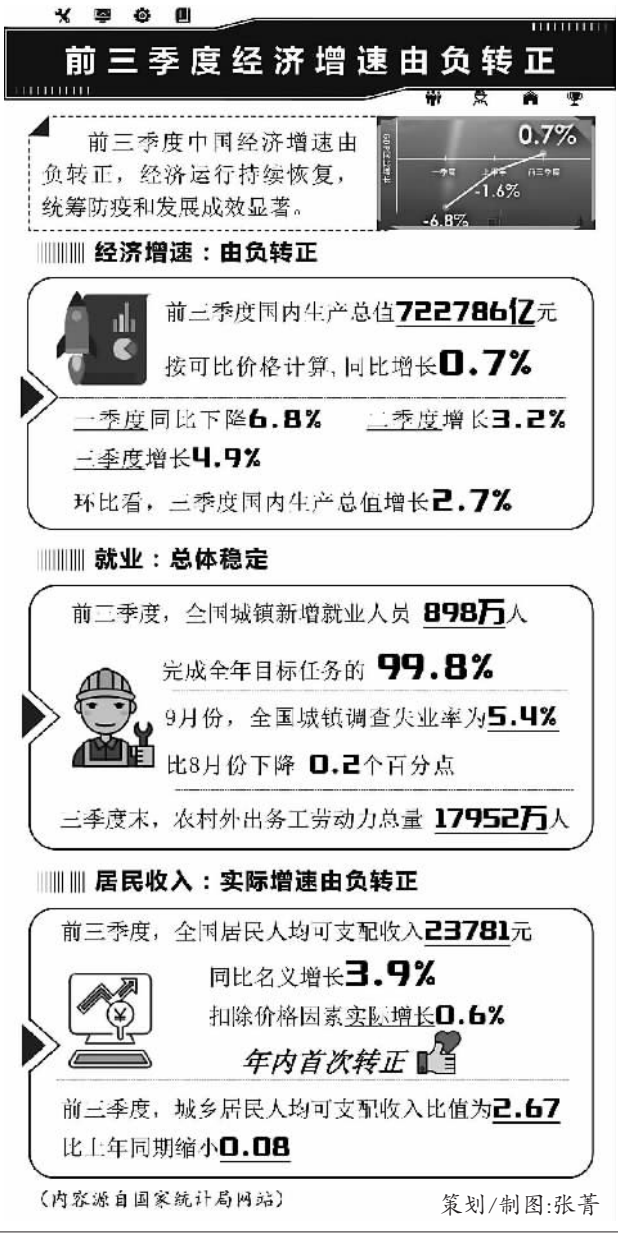 前三季度经济增速由负转正
前三季度中国经济增速由
负转正，经济运行持续恢复，
统筹防疫和发展成效显著。
0.7%
一季度
上半年
前三季度
-1.6%
-6.8%
经济增速：由负转正
前三季度国内生产总值722786亿元
按可比价格计算,同比增长0.7%
一季度同比下降6.8% 二季度增长3.2%
三季度增长4.9%
环比看，三季度国内生产总值增长2.7%
就业：总体稳定
前三季度，全国城镇新增就业人员 898万人
完成全年目标任务的 99.8%
9月份，全国城镇调查失业率为5.4%
比8月份下降 0.2个百分点
三季度末，农村外出务工劳动力总量 17952万人
居民收入：实际增速由负转正
前三季度，全国居民人均可支配收入23781元
同比名义增长3.9%
扣除价格因素实际增长0.6%
年内首次转正
前三季度，城乡居民人均可支配收入比值为2.67
比上年同期缩小0.08
（内容源自国家统计局网站）
策划/制图:张菁